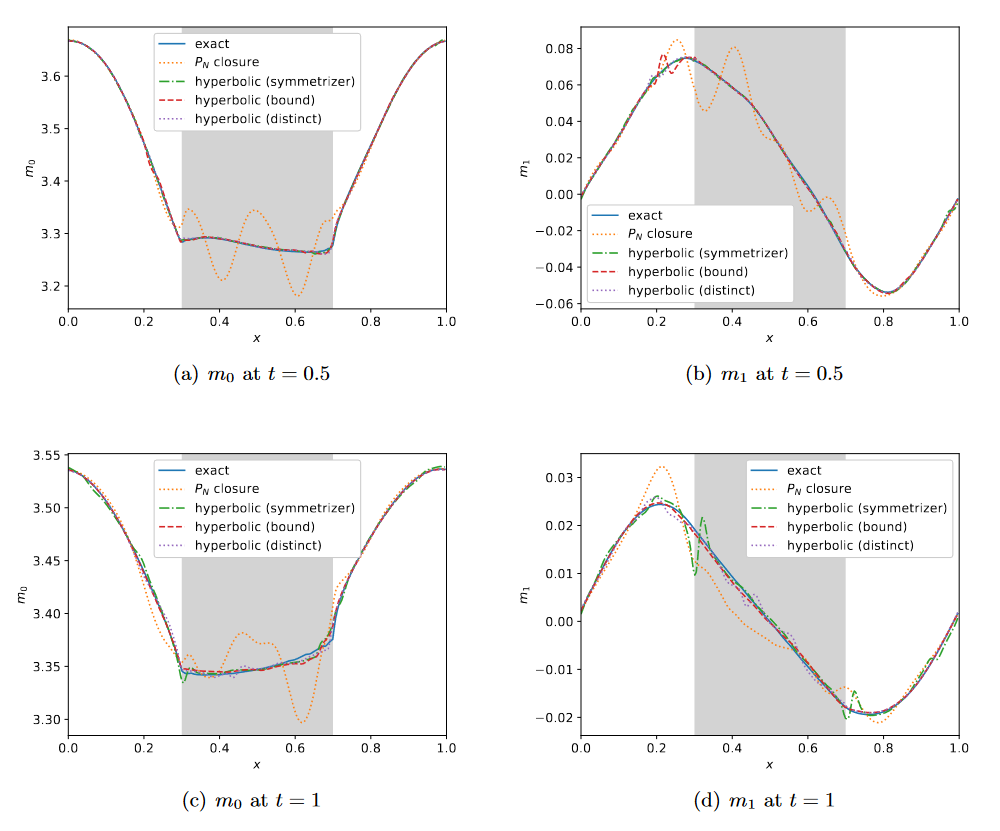 exact
P_N closure
hyperbolic (symmetrizer)
hyperbolic (bound)
hyperbolic (distinct)
3.6
3.5
3.4
3.3
3.2
m_0
0.0 0.2 0.4 0.6 0.8 1.0
x
(a) m_0 at t = 0.5
0.08
0.06
0.04
0.02
0.00
−0.02
−0.04
−0.06
m_1
exact
P_N closure
hyperbolic (symmetrizer)
hyperbolic (bound)
hyperbolic (distinct)
0.0 0.2 0.4 0.6 0.8 1.0
x
(b) m_1 at t = 0.5
3.55
3.50
3.45
3.40
3.35
3.30
m_0
exact
P_N closure
hyperbolic (symmetrizer)
hyperbolic (bound)
hyperbolic (distinct)
0.0 0.2 0.4 0.6 0.8 1.0
x
(c) m_0 at t = 1
0.03
0.02
0.01
0.00
−0.01
−0.02
m_1
exact
P_N closure
hyperbolic (symmetrizer)
hyperbolic (bound)
hyperbolic (distinct)
0.0 0.2 0.4 0.6 0.8 1.0
x
(d) m_1 at t = 1